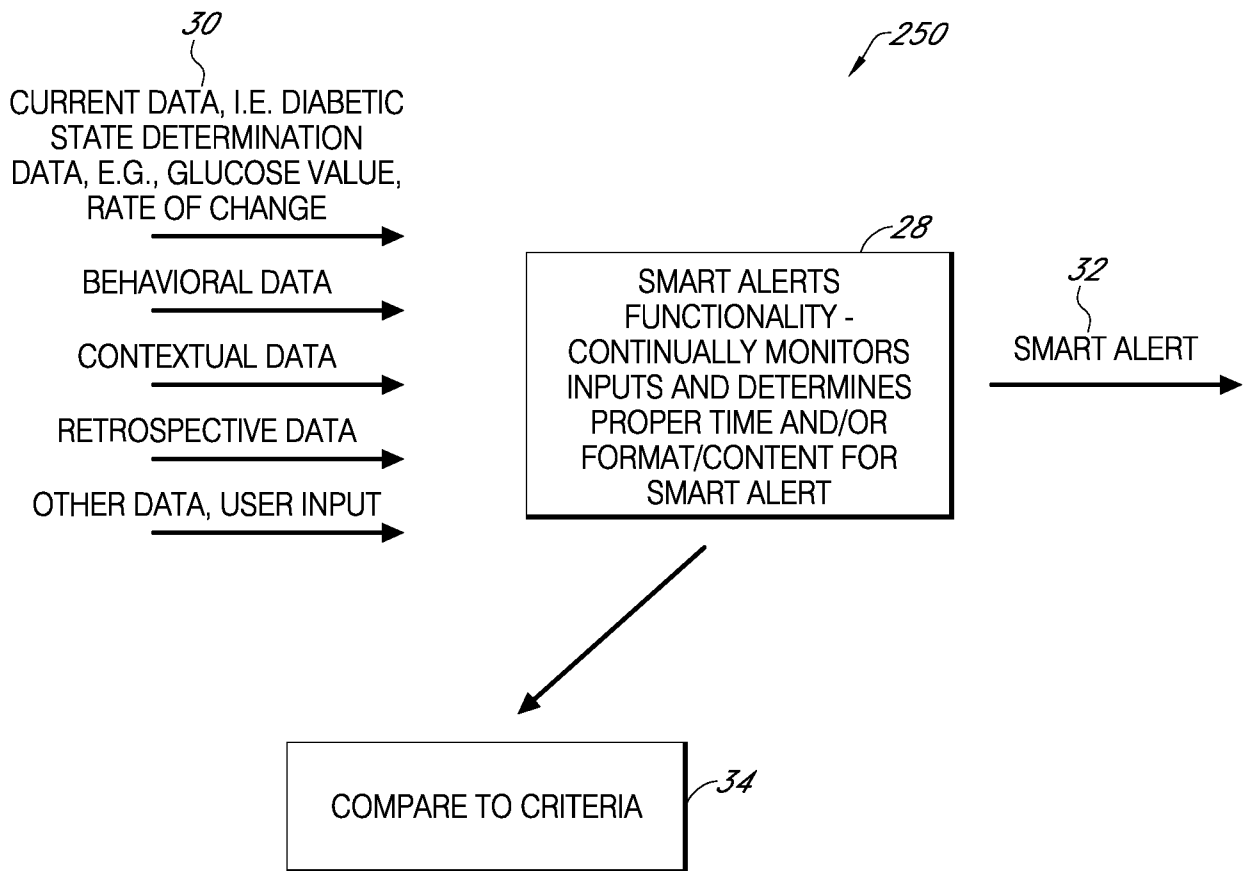 30
250
CURRENT DATA, I.E. DIABETIC
STATE DETERMINATION
DATA, E.G., GLUCOSE VALUE,
RATE OF CHANGE
BEHAVIORAL DATA
CONTEXTUAL DATA
RETROSPECTIVE DATA
OTHER DATA, USER INPUT
28
SMART ALERTS
FUNCTIONALITY -
CONTINUALLY MONITORS
INPUTS AND DETERMINES
PROPER TIME AND/OR
FORMAT/CONTENT FOR
SMART ALERT
32
SMART ALERT
COMPARE TO CRITERIA
34